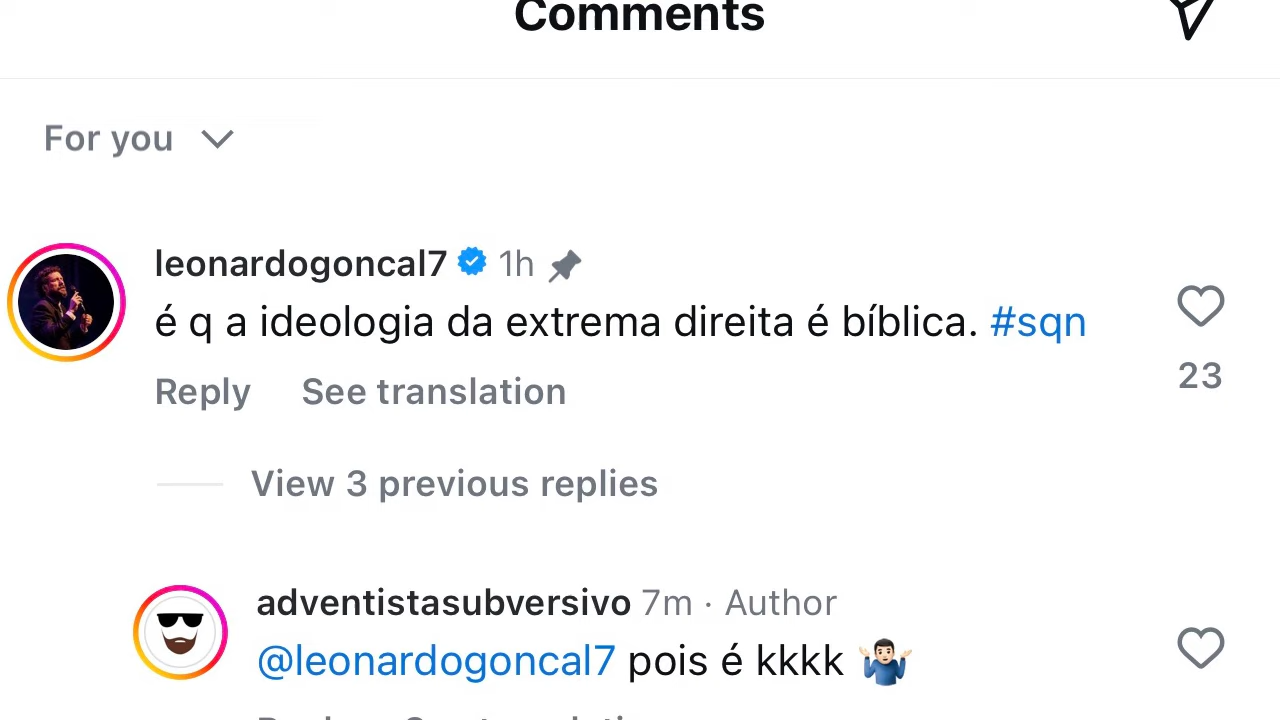 Comments
For you
leonardogoncal7 1h
é q a ideologia da extrema direita é bíblica. #sqn
Reply See translation
23
View 3 previous replies
adventistasubversivo 7m · Author
@leonardogoncal7 pois é kkkk 🤷🏻‍♂️